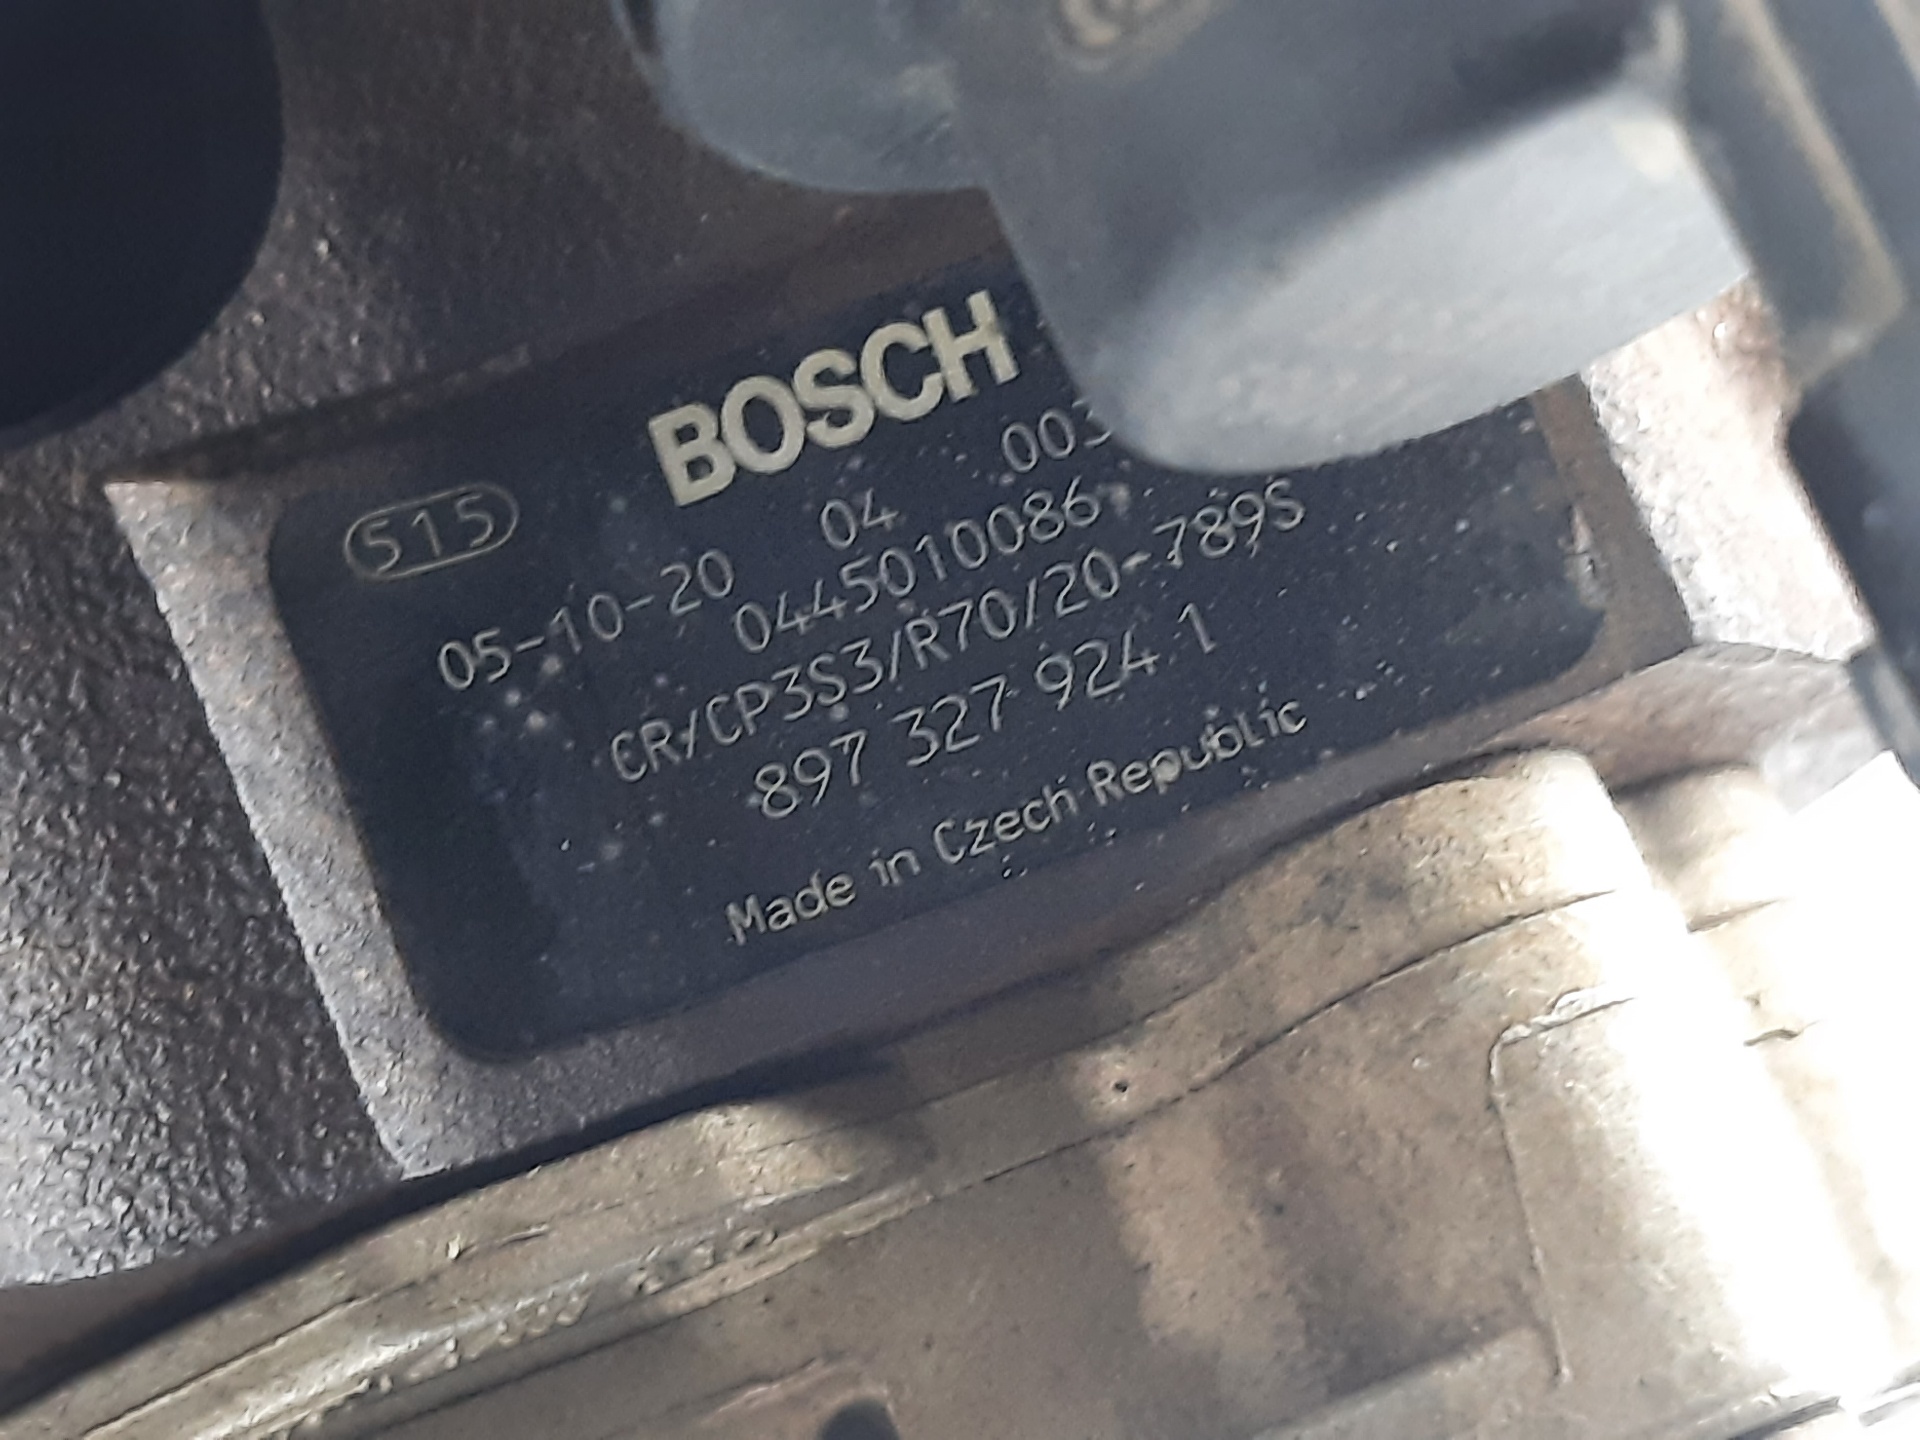 BOSCH
515
05-10-20 04 003
0445010086
CR/CP3S3/R70/20-789S
897 327 924 1
Made in Czech Republic